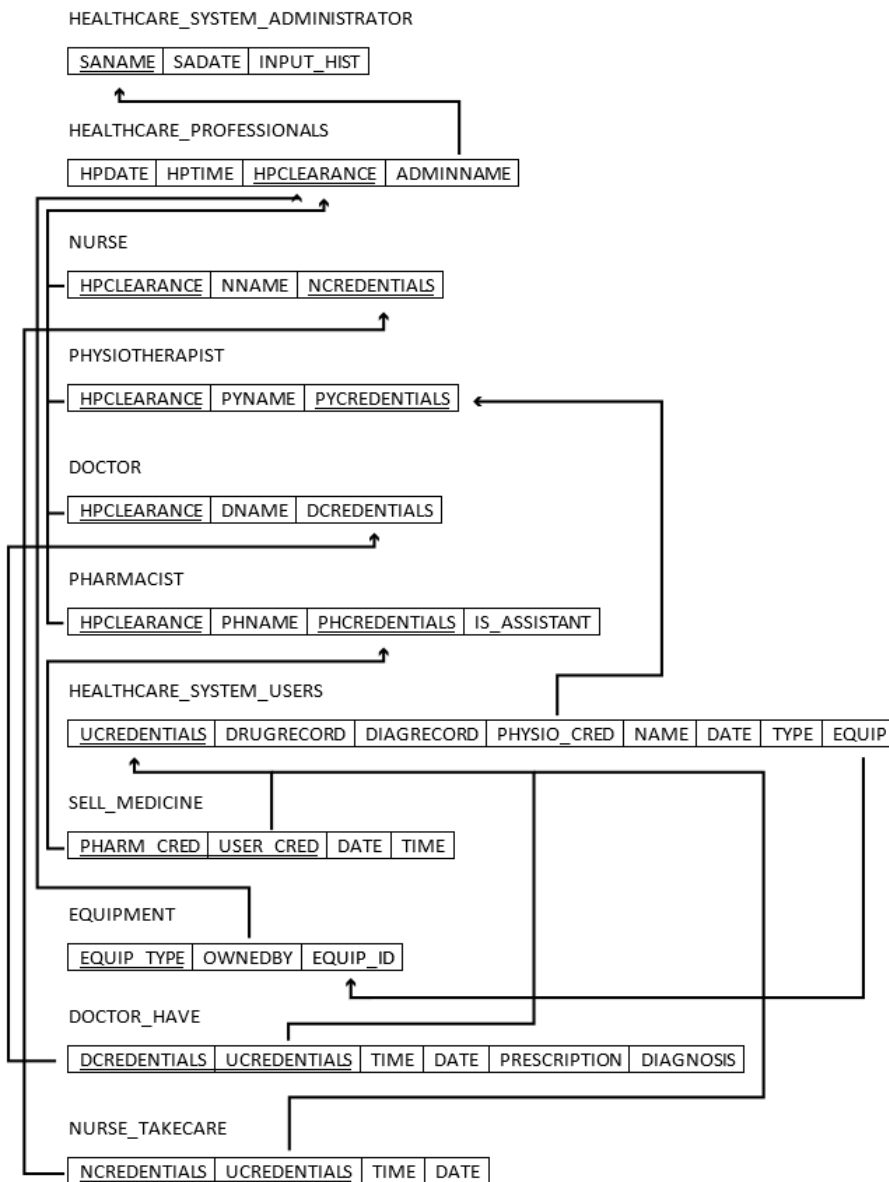 HEALTHCARE_SYSTEM_ADMINISTRATOR
SANAME SADATE INPUT_HIST
HEALTHCARE_PROFESSIONALS
HPDATE HPTIME HPCLEARANCE ADMINNAME
NURSE
HPCLEARANCE NNAME NCREDENTIALS
PHYSIOTHERAPIST
HPCLEARANCE PYNAME PYCREDENTIALS
DOCTOR
HPCLEARANCE DNAME DCREDENTIALS
PHARMACIST
HPCLEARANCE PHNAME PHCREDENTIALS IS_ASSISTANT
HEALTHCARE_SYSTEM_USERS
UCREDENTIALS DRUGRECORD DIAGRECORD PHYSIO_CRED NAME DATE TYPE EQUIP
SELL_MEDICINE
PHARM_CRED USER_CRED DATE TIME
EQUIPMENT
EQUIP_TYPE OWNEDBY EQUIP_ID
DOCTOR_HAVE
DCREDENTIALS UCREDENTIALS TIME DATE PRESCRIPTION DIAGNOSIS
NURSE_TAKECARE
NCREDENTIALS UCREDENTIALS TIME DATE